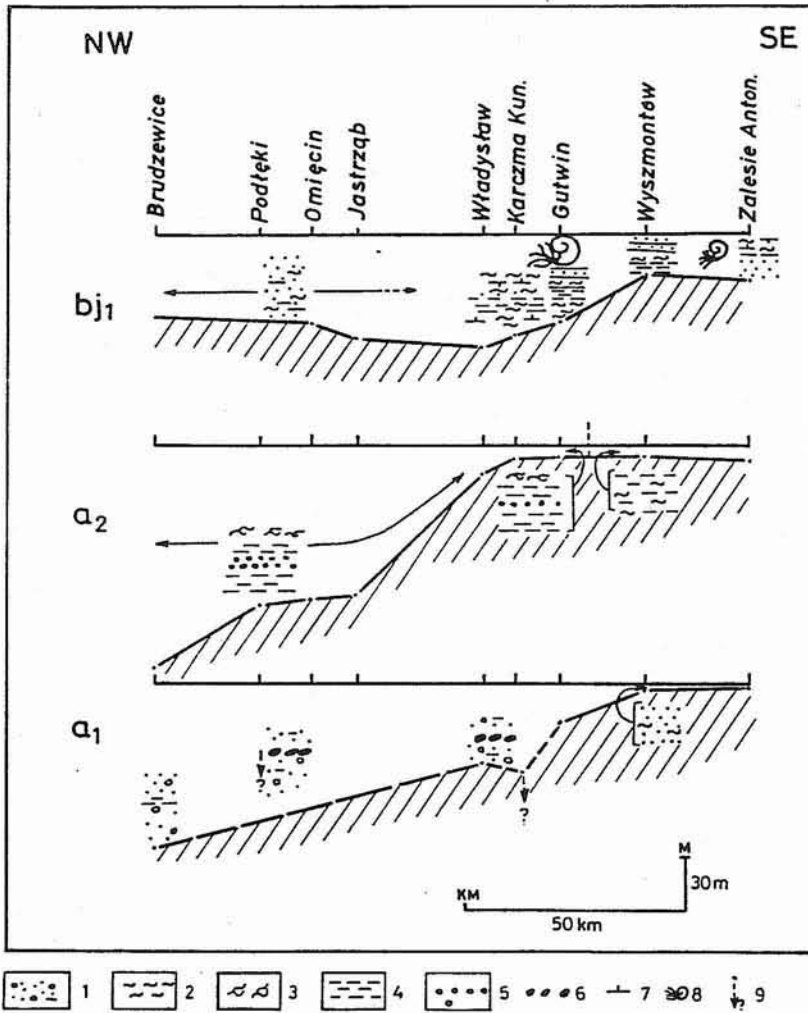 NW SE
Brudzewice
Podłęki
Omięcin
Jastrząb
Władysław
Karczma Kun.
Gutwin
Wyszmontów
Zalesie Anton.
bj1
a2
a1
?
?
M
30 m
KM
50 km
1 2 3 4 5 6 7 8 ? 9